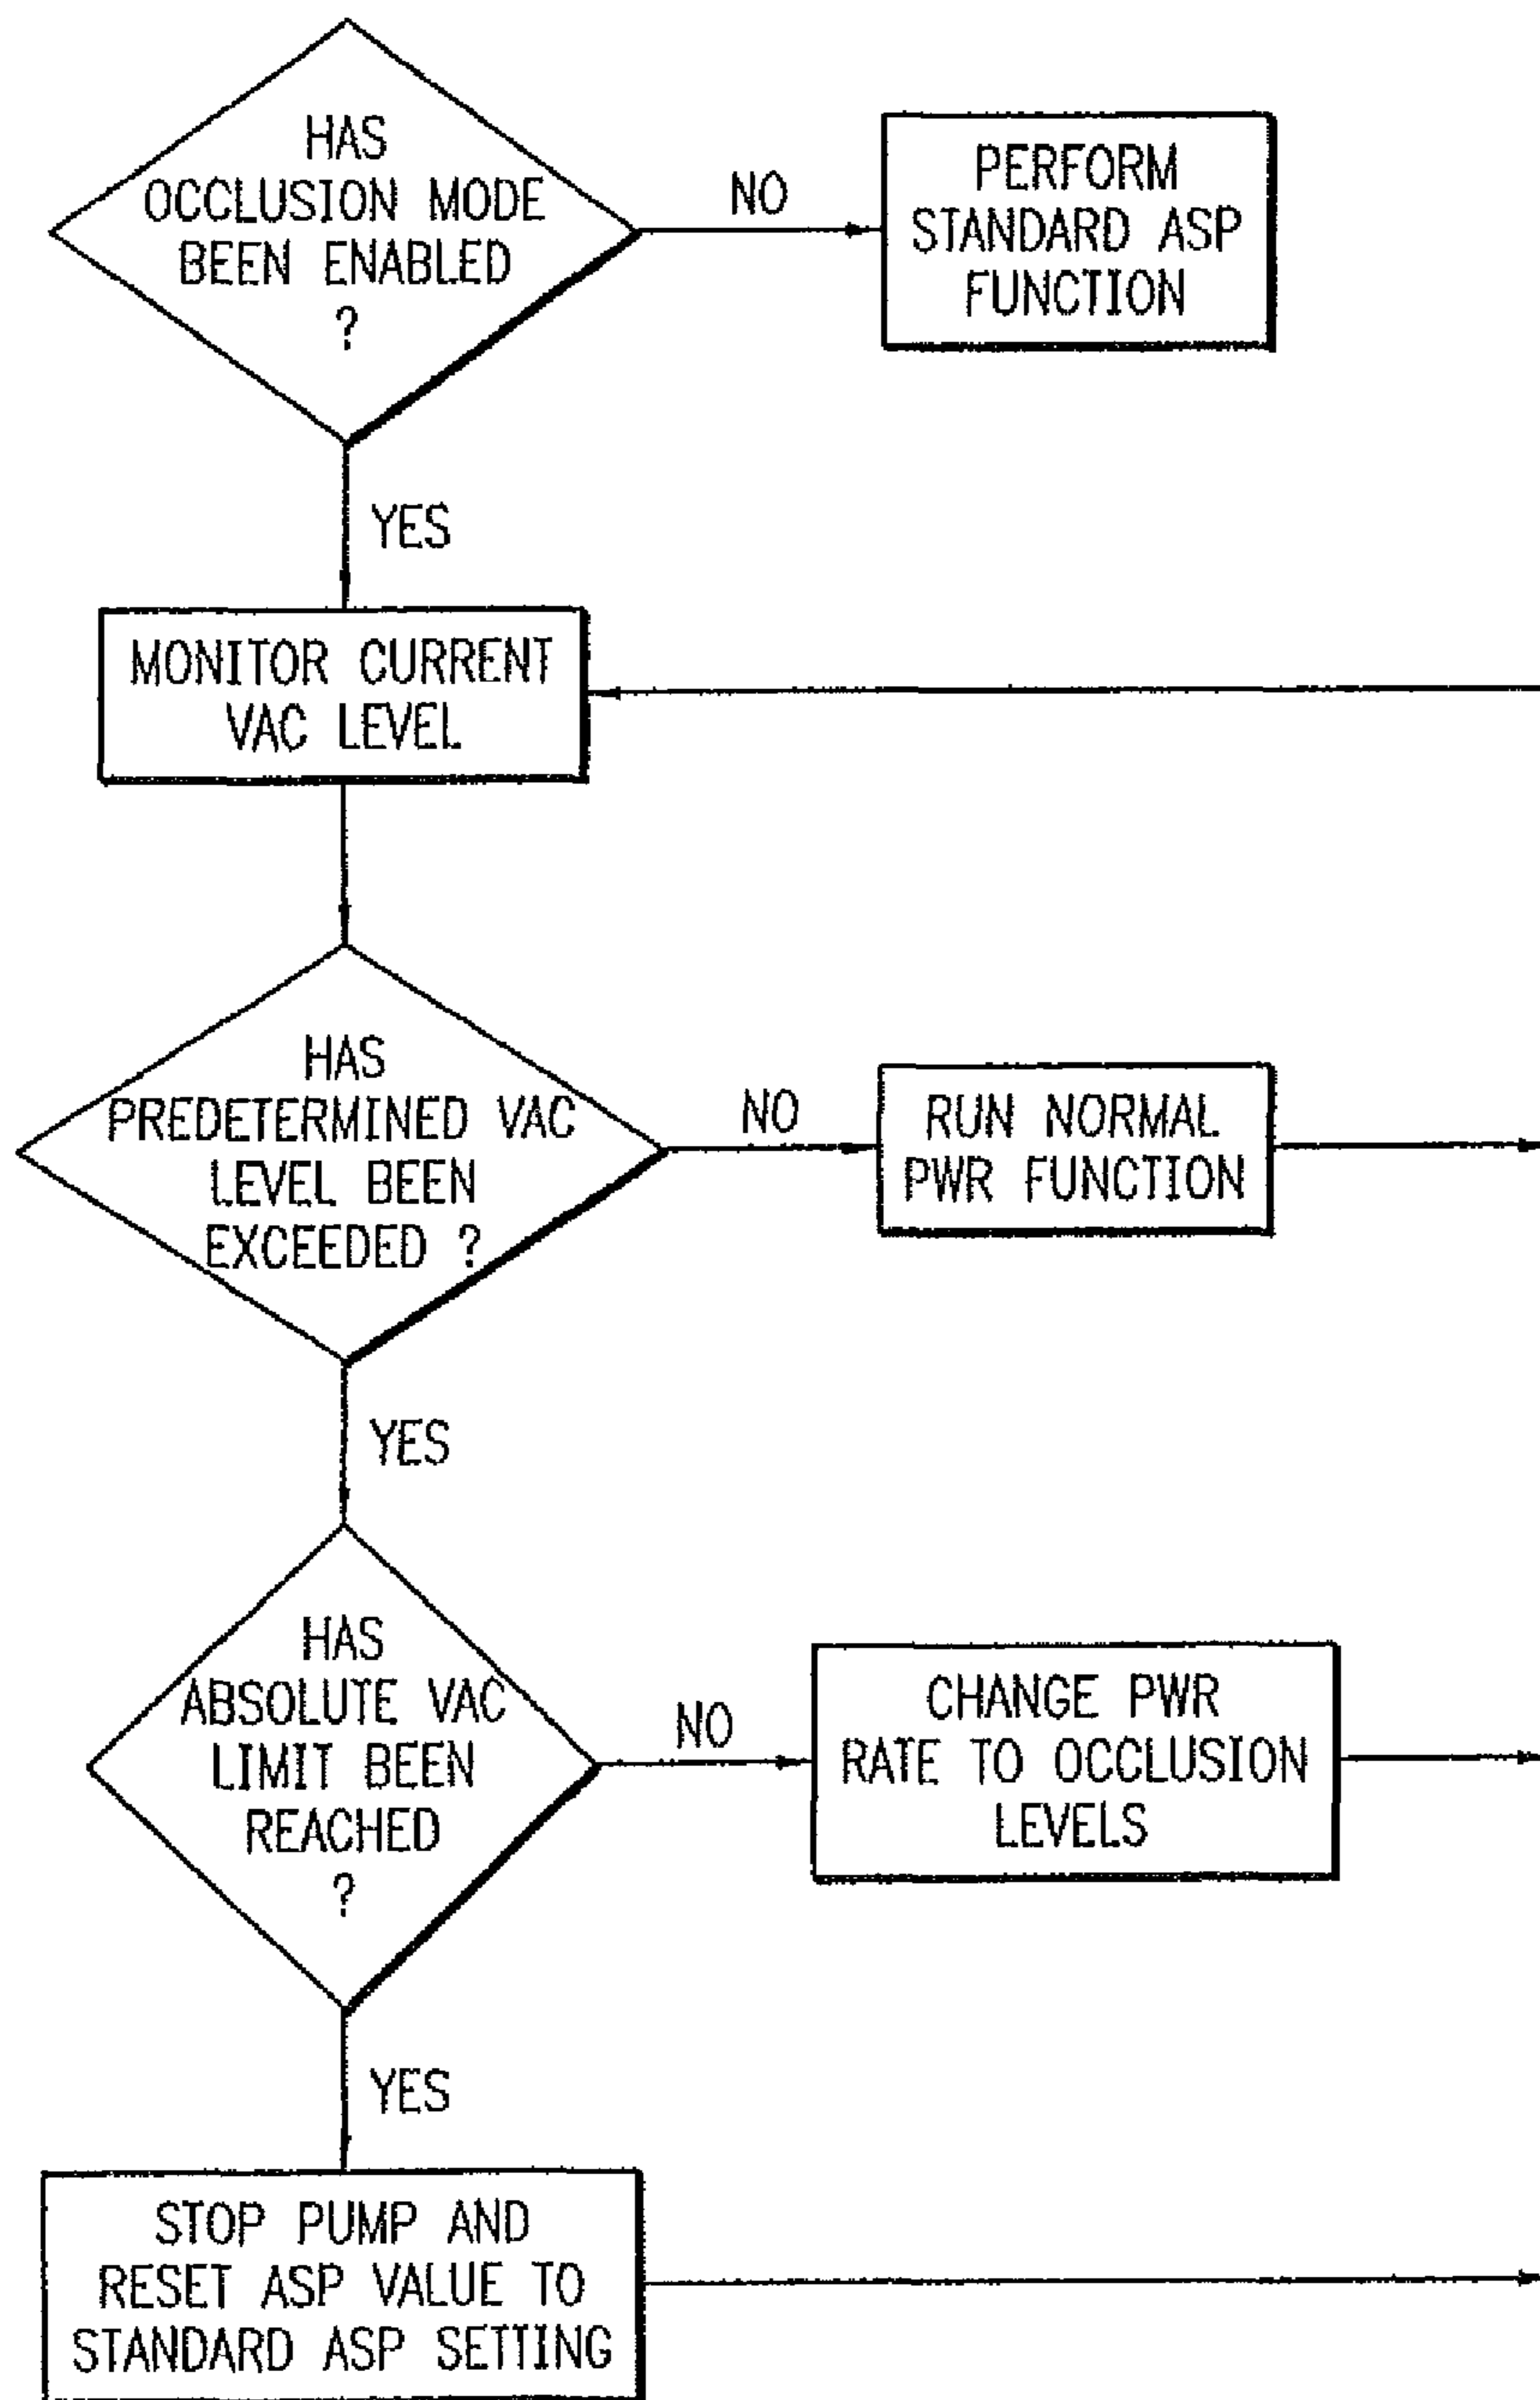 HAS
OCCLUSION MODE
BEEN ENABLED
?
NO
PERFORM
STANDARD ASP
FUNCTION
YES
MONITOR CURRENT
VAC LEVEL
HAS
PREDETERMINED VAC
LEVEL BEEN
EXCEEDED ?
NO
RUN NORMAL
PWR FUNCTION
YES
HAS
ABSOLUTE VAC
LIMIT BEEN
REACHED
?
NO
CHANGE PWR
RATE TO OCCLUSION
LEVELS
YES
STOP PUMP AND
RESET ASP VALUE TO
STANDARD ASP SETTING